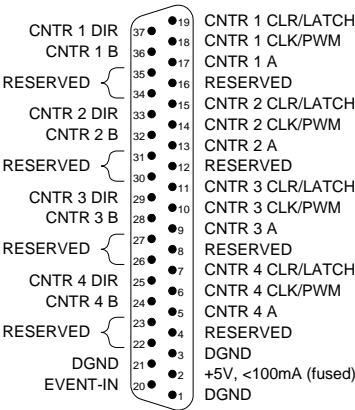 19 CNTR 1 CLR/LATCH
CNTR 1 DIR 37
18 CNTR 1 CLK/PWM
CNTR 1 B 36
17 CNTR 1 A
35
RESERVED
16 RESERVED
34
15 CNTR 2 CLR/LATCH
CNTR 2 DIR 33
14 CNTR 2 CLK/PWM
CNTR 2 B 32
13 CNTR 2 A
31
RESERVED
12 RESERVED
30
11 CNTR 3 CLR/LATCH
CNTR 3 DIR 29
10 CNTR 3 CLK/PWM
CNTR 3 B 28
9 CNTR 3 A
27
RESERVED
8 RESERVED
26
7 CNTR 4 CLR/LATCH
CNTR 4 DIR 25
6 CNTR 4 CLK/PWM
CNTR 4 B 24
5 CNTR 4 A
23
RESERVED
4 RESERVED
22
3 DGND
DGND 21
2 +5V, <100mA (fused)
EVENT-IN 20
1 DGND